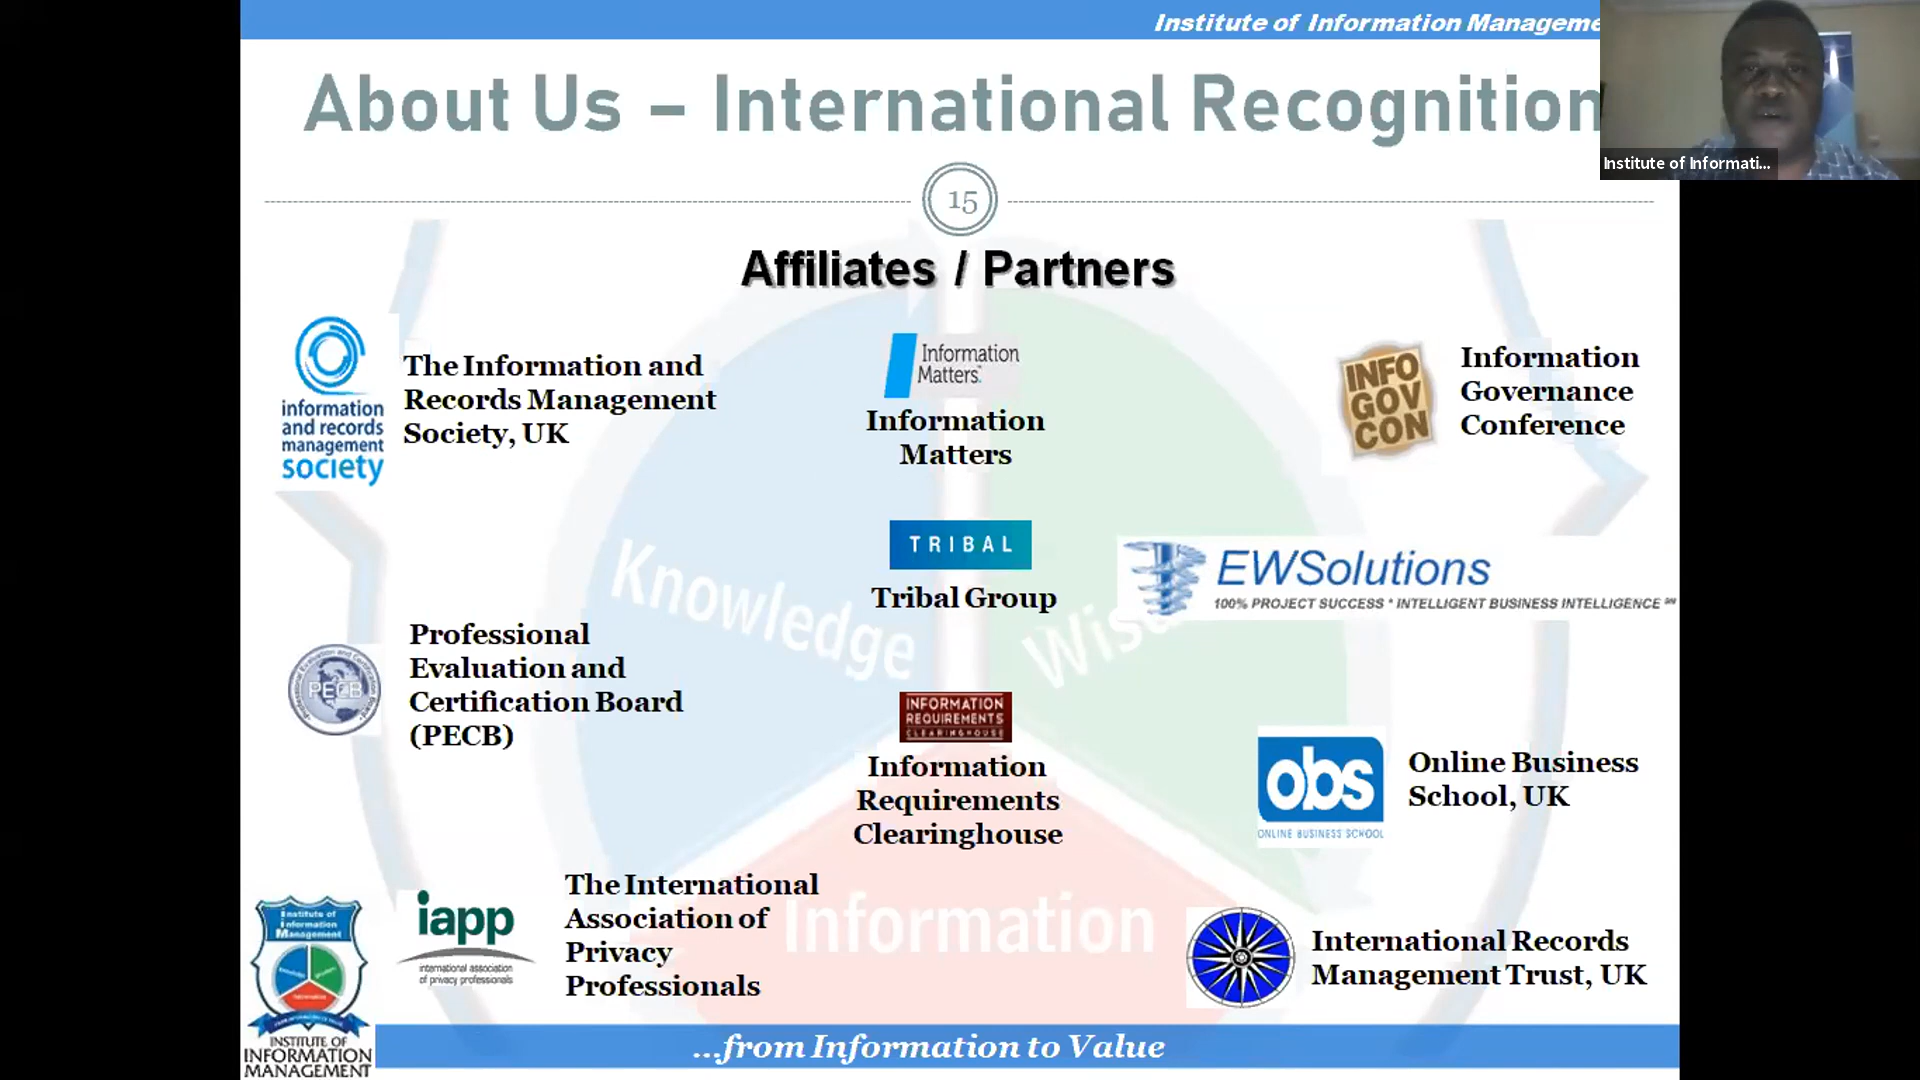 Institute of Information Manageme
About Us – International Recognition
Institute of Informati...
15
Affiliates / Partners
information
and records
management
society
The Information and
Records Management
Society, UK
Information
Matters
Information
Matters
INFO
GOV
CON
Information
Governance
Conference
TRIBAL
Tribal Group
EWSolutions
100% PROJECT SUCCESS * INTELLIGENT BUSINESS INTELLIGENCE
Knowledge
Wis
PECB
Professional
Evaluation and
Certification Board
(PECB)
INFORMATION
REQUIREMENTS
CLEARINGHOUSE
Information
Requirements
Clearinghouse
obs
ONLINE BUSINESS SCHOOL
Online Business
School, UK
iapp
international association
of privacy professionals
The International
Association of
Privacy
Professionals
Information
International Records
Management Trust, UK
Institute of
Information
Management
INSTITUTE OF
INFORMATION
MANAGEMENT
...from Information to Value